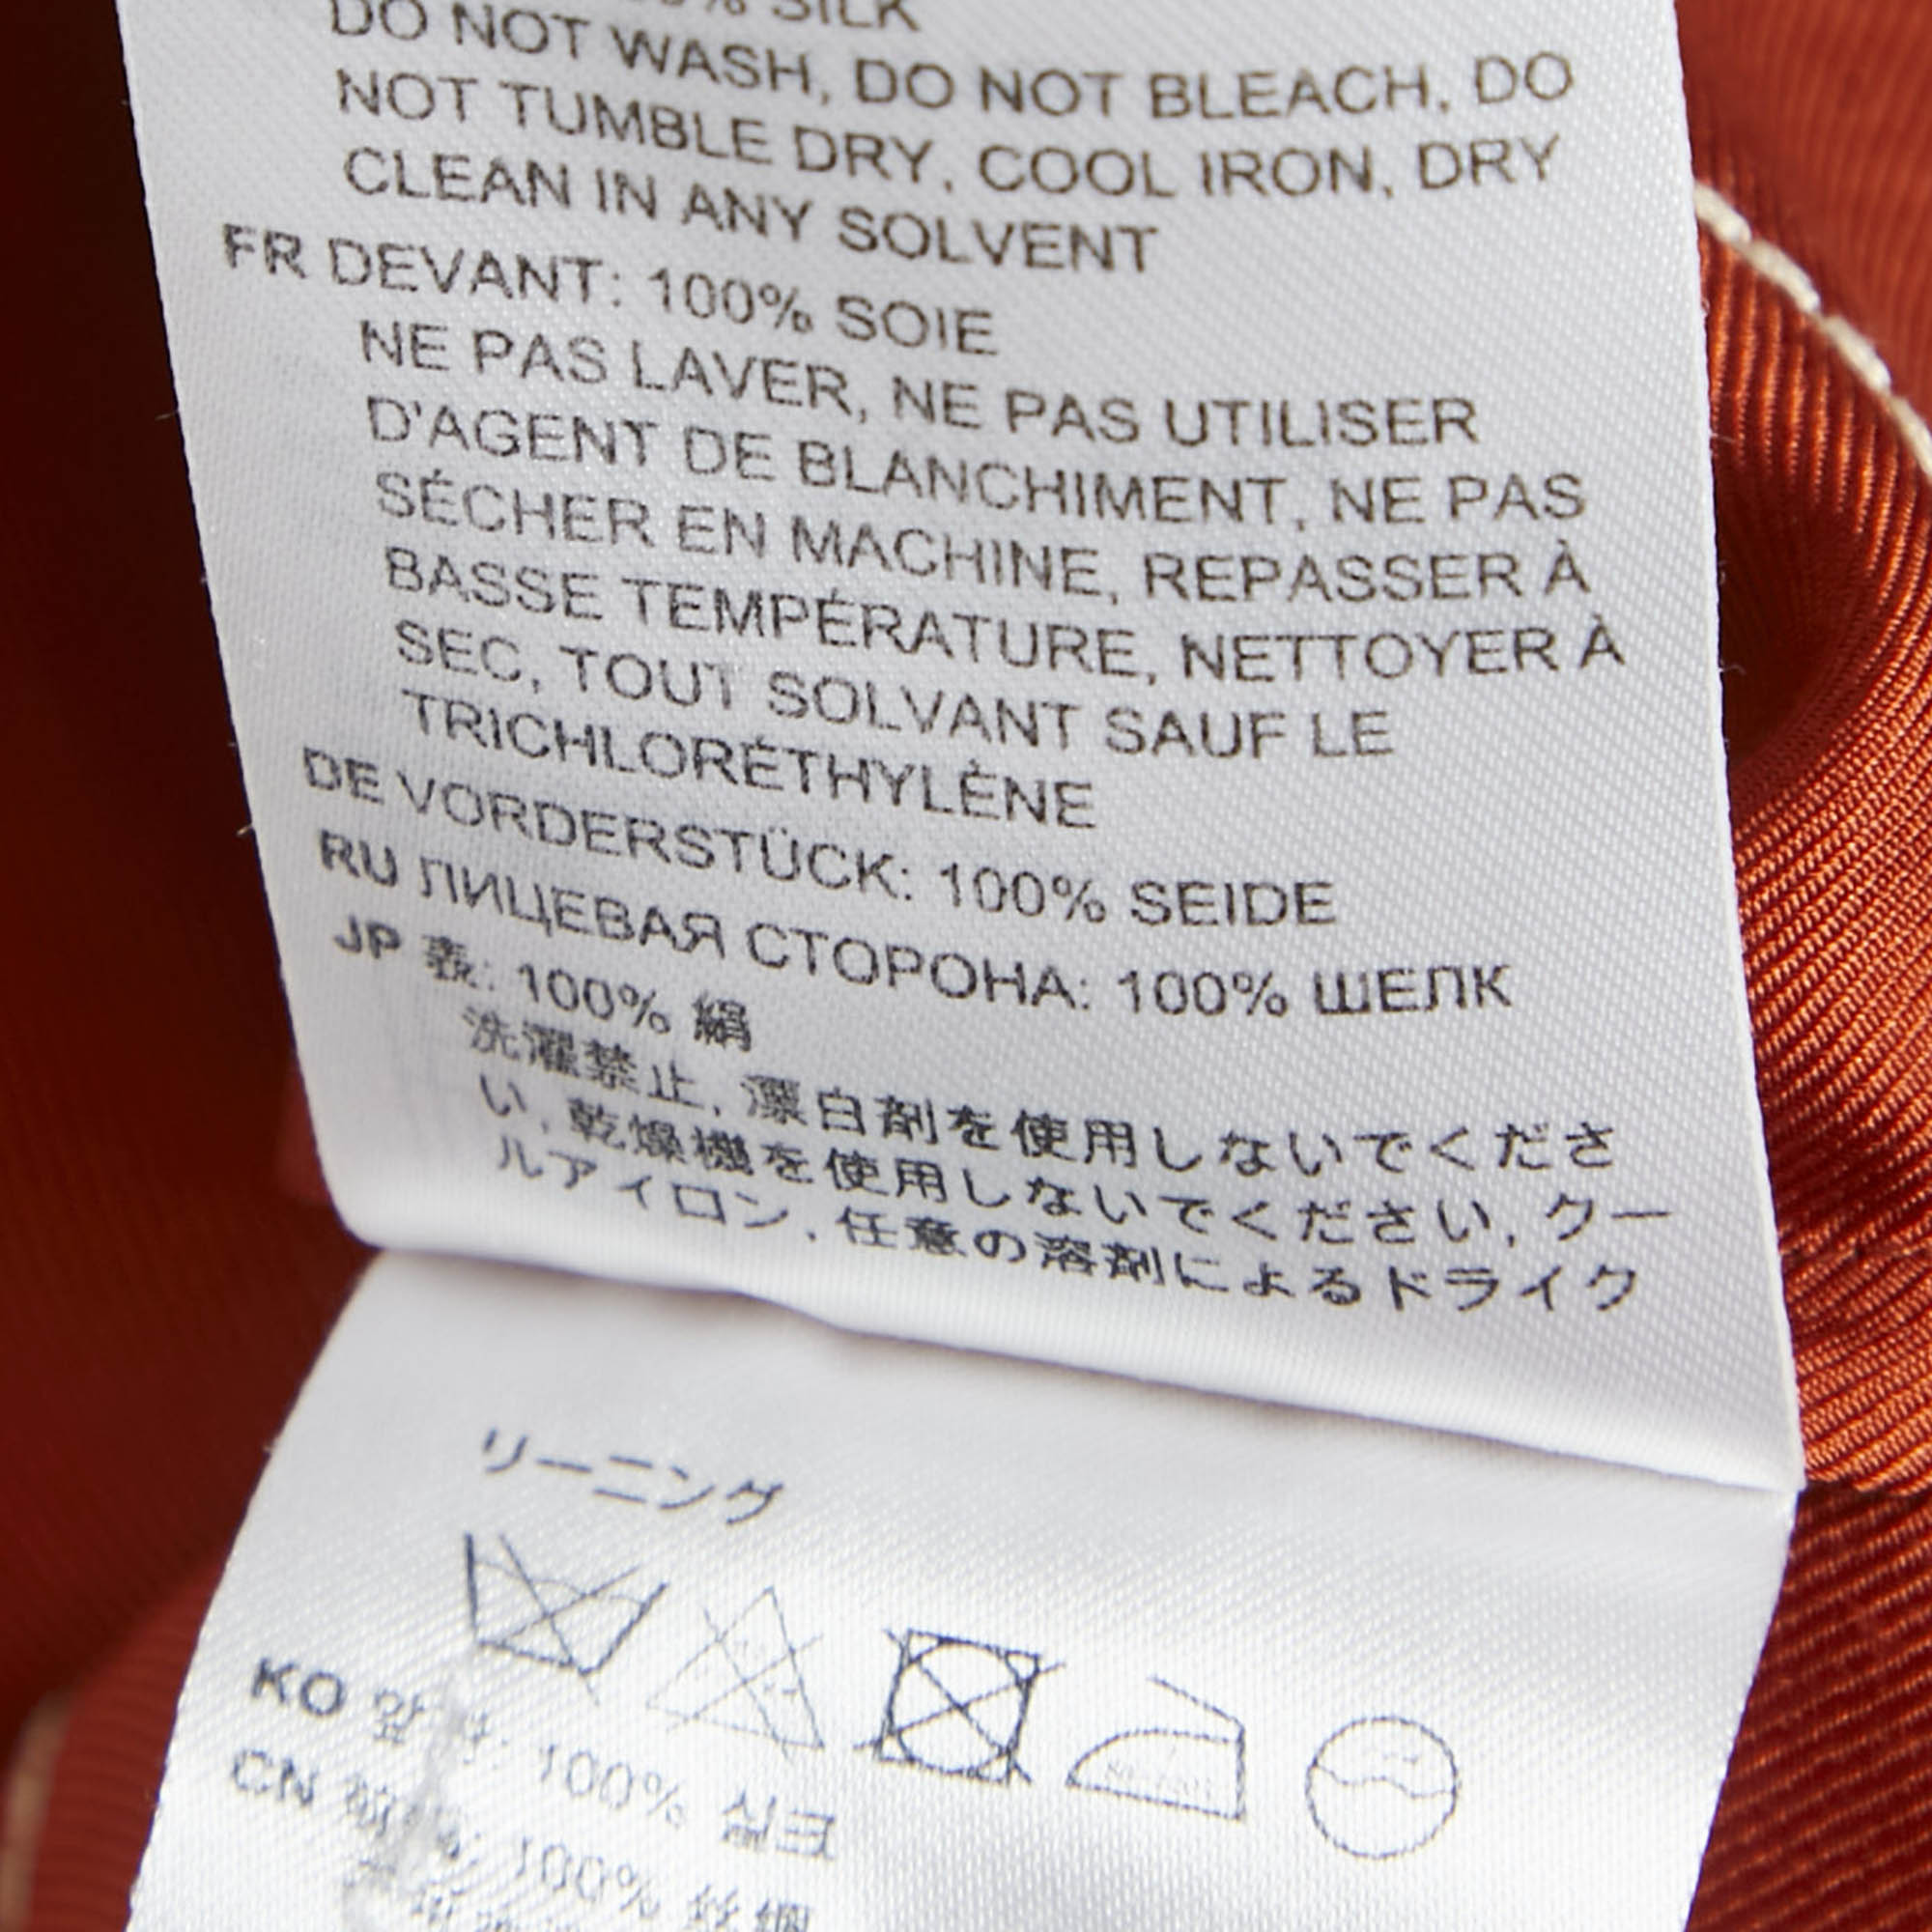 SILK
DO NOT WASH, DO NOT BLEACH, DO
NOT TUMBLE DRY, COOL IRON, DRY
CLEAN IN ANY SOLVENT
FR DEVANT: 100% SOIE
NE PAS LAVER, NE PAS UTILISER
D'AGENT DE BLANCHIMENT, NE PAS
SÉCHER EN MACHINE, REPASSER À
BASSE TEMPÉRATURE, NETTOYER À
SEC, TOUT SOLVANT SAUF LE
TRICHLORÉTHYLÈNE
DE VORDERSTÜCK: 100% SEIDE
RU ЛИЦЕВАЯ СТОРОНА: 100% ШЕЛК
JP 表: 100% 絹
洗濯禁止, 漂白剤を使用しないでくださ
い, 乾燥機を使用しないでください, クー
ルアイロン, 任意の溶剤によるドライク
リーニング
KO 100% 실크
CN 100%